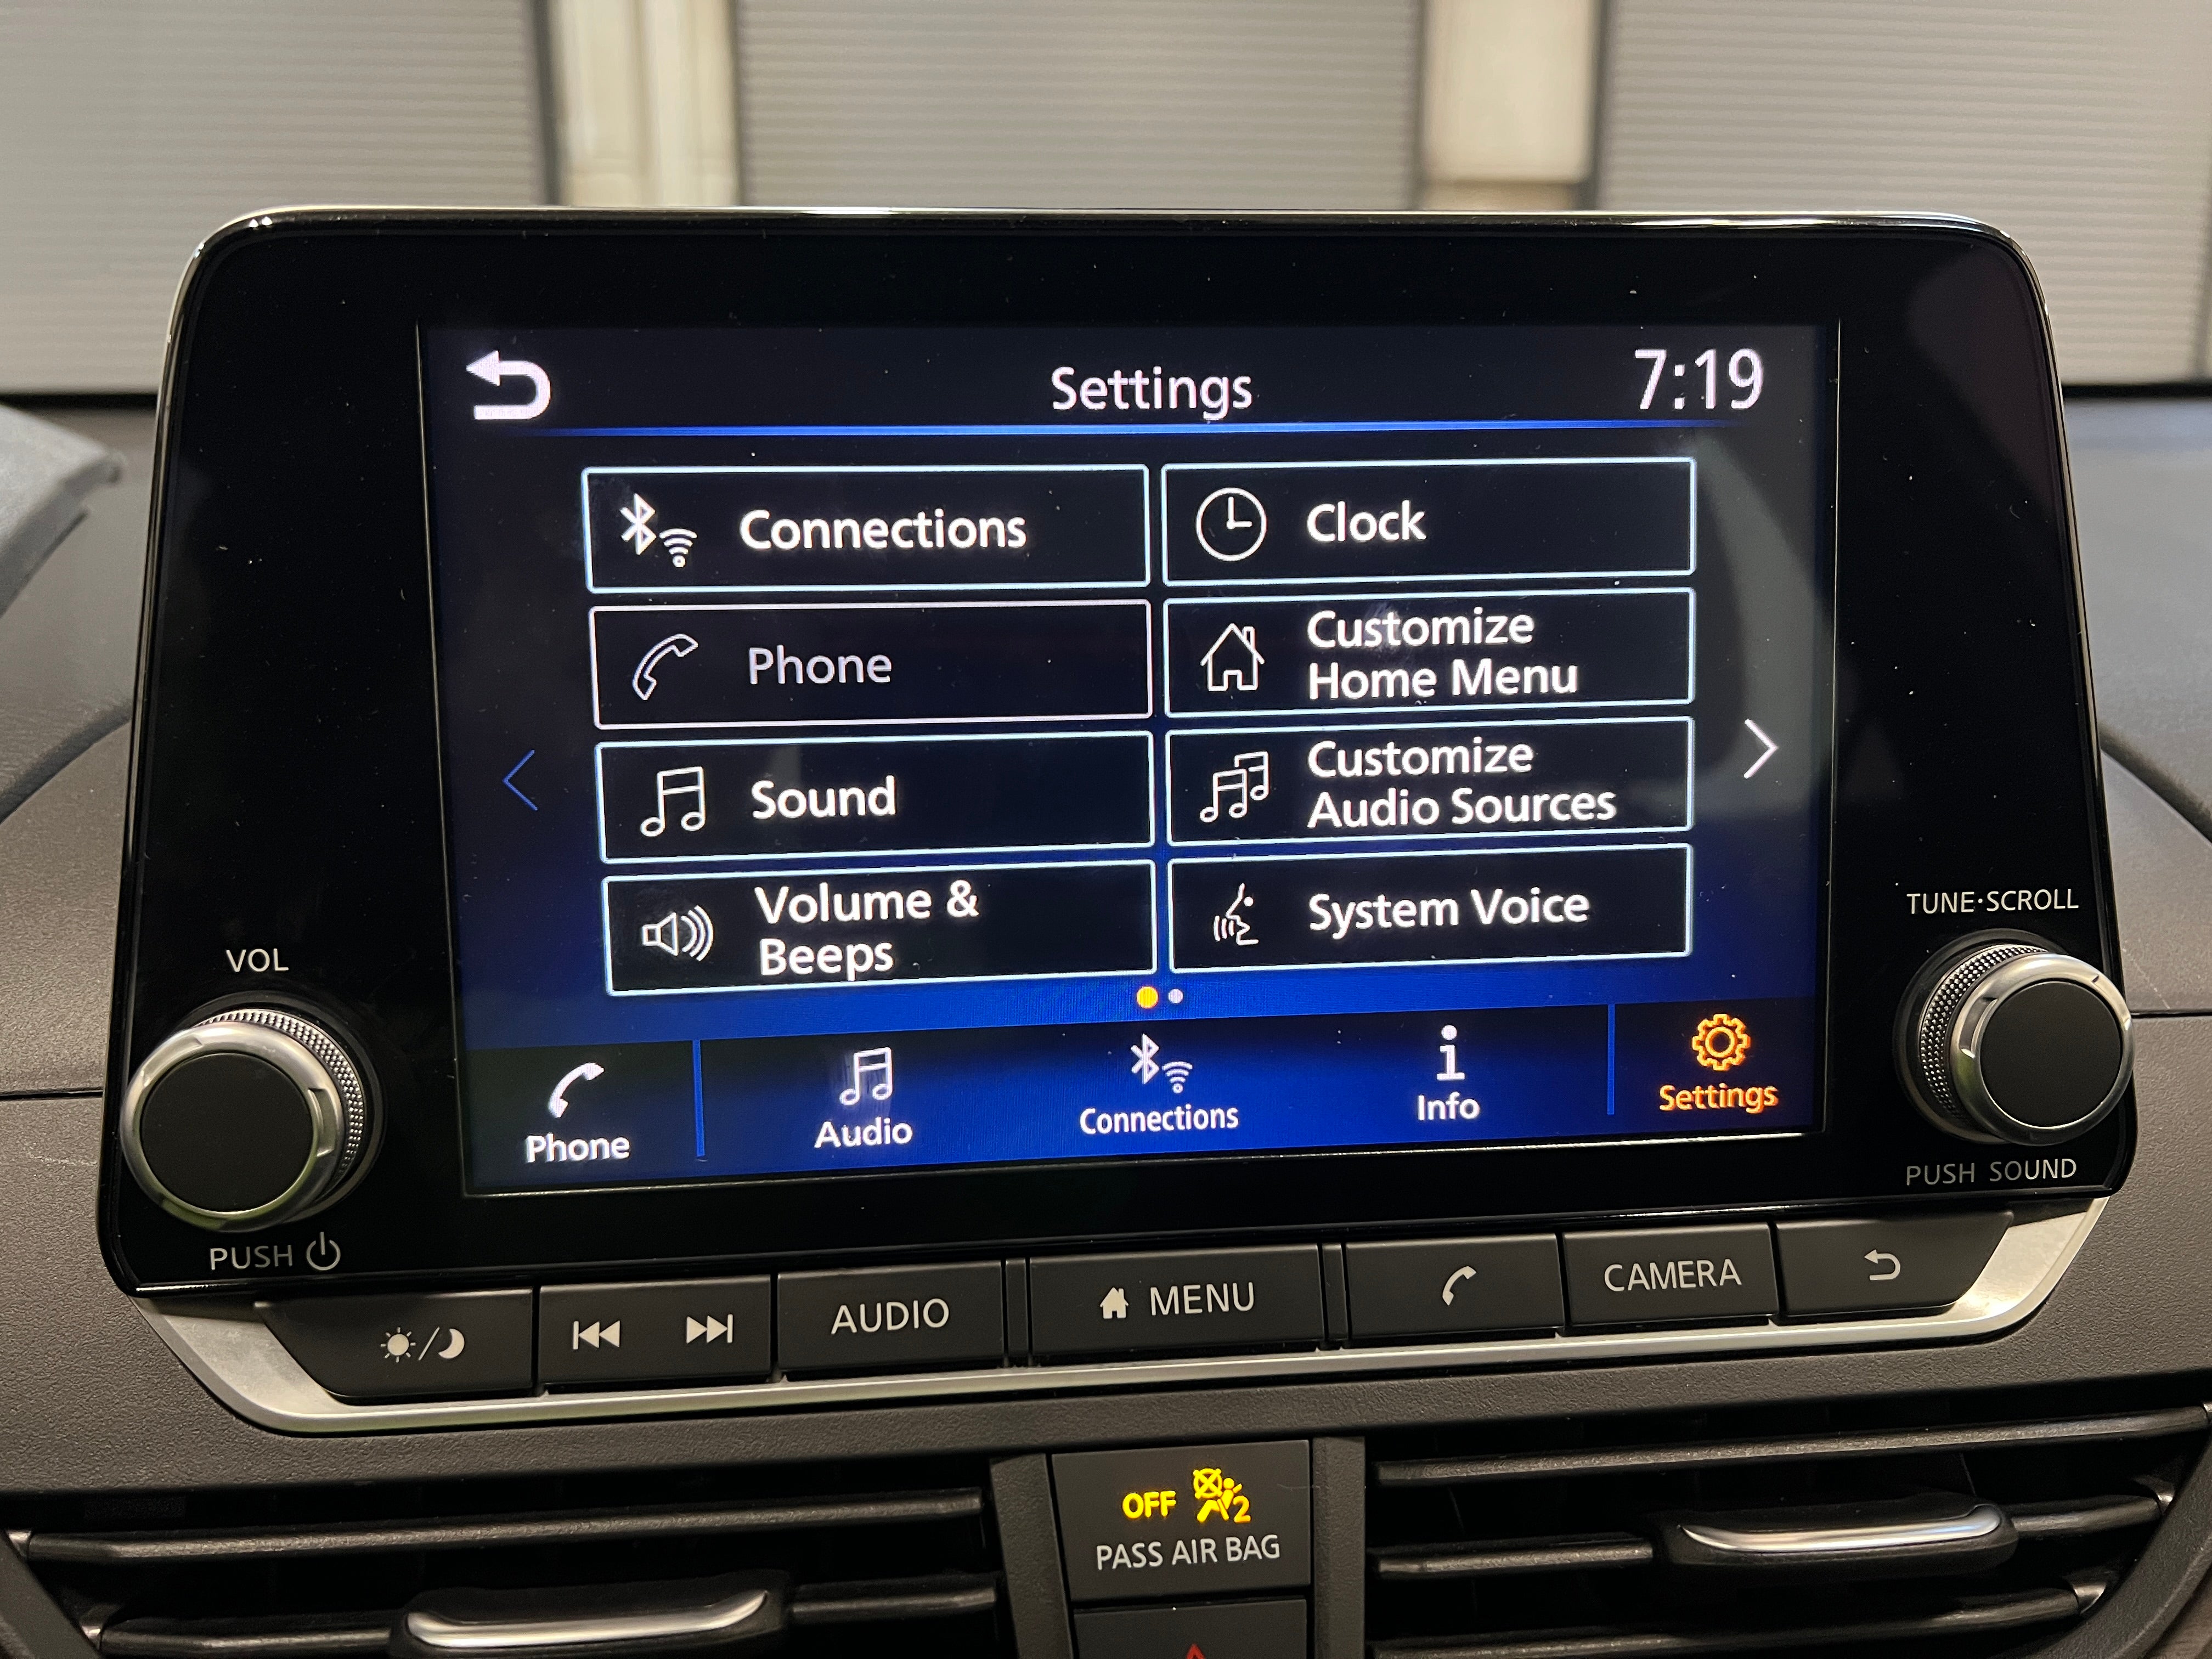 Settings
7:19
Connections
Clock
Phone
Customize
Home Menu
Sound
Customize
Audio Sources
Volume &
Beeps
System Voice
Phone
Audio
Connections
Info
Settings
VOL
PUSH
TUNE·SCROLL
PUSH SOUND
AUDIO
MENU
CAMERA
OFF 2
PASS AIR BAG